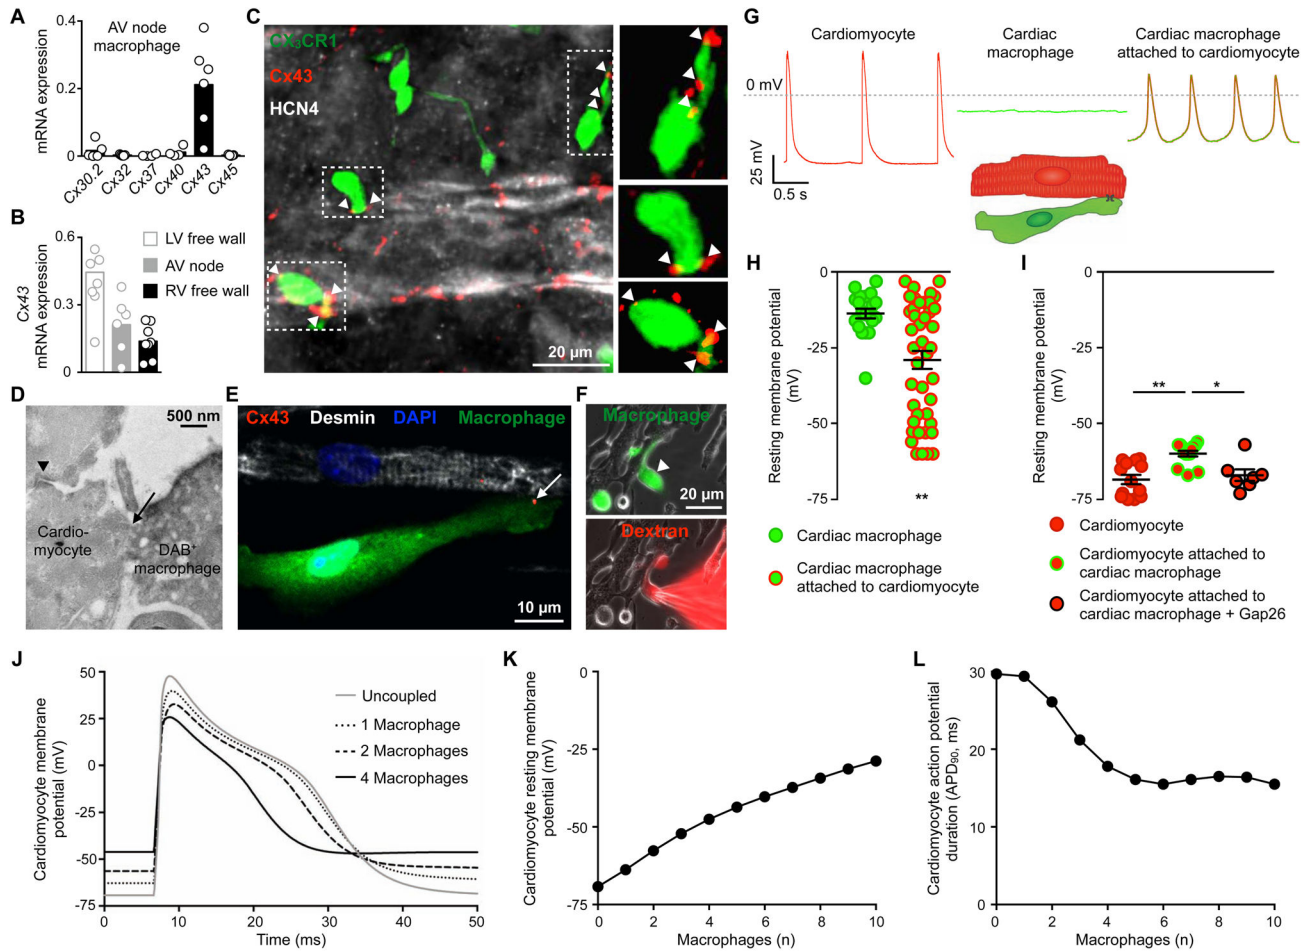 A
AV node
macrophage
mRNA expression
0.4
0.2
0
Cx30.2
Cx32
Cx37
Cx40
Cx43
Cx45
B
Cx43
mRNA expression
0.6
0.3
0
LV free wall
AV node
RV free wall
C
CX3CR1
Cx43
HCN4
20 µm
D
500 nm
Cardio-
myocyte
DAB+
macrophage
E
Cx43 Desmin DAPI Macrophage
10 µm
F
Macrophage
20 µm
Dextran
G
Cardiomyocyte
Cardiac
macrophage
Cardiac macrophage
attached to cardiomyocyte
0 mV
25 mV
0.5 s
H
Resting membrane potential
(mV)
0
-25
-50
-75
**
Cardiac macrophage
Cardiac macrophage
attached to cardiomyocyte
I
Resting membrane potential
(mV)
0
-25
-50
-75
** *
Cardiomyocyte
Cardiomyocyte attached to
cardiac macrophage
Cardiomyocyte attached to
cardiac macrophage + Gap26
J
Cardiomyocyte membrane
potential (mV)
50
25
0
-25
-50
-75
0 10 20 30 40 50
Time (ms)
Uncoupled
1 Macrophage
2 Macrophages
4 Macrophages
K
Cardiomyocyte resting membrane
potential (mV)
0
-25
-50
-75
0 2 4 6 8 10
Macrophages (n)
L
Cardiomyocyte action potential
duration (APD90, ms)
30
20
10
0
0 2 4 6 8 10
Macrophages (n)